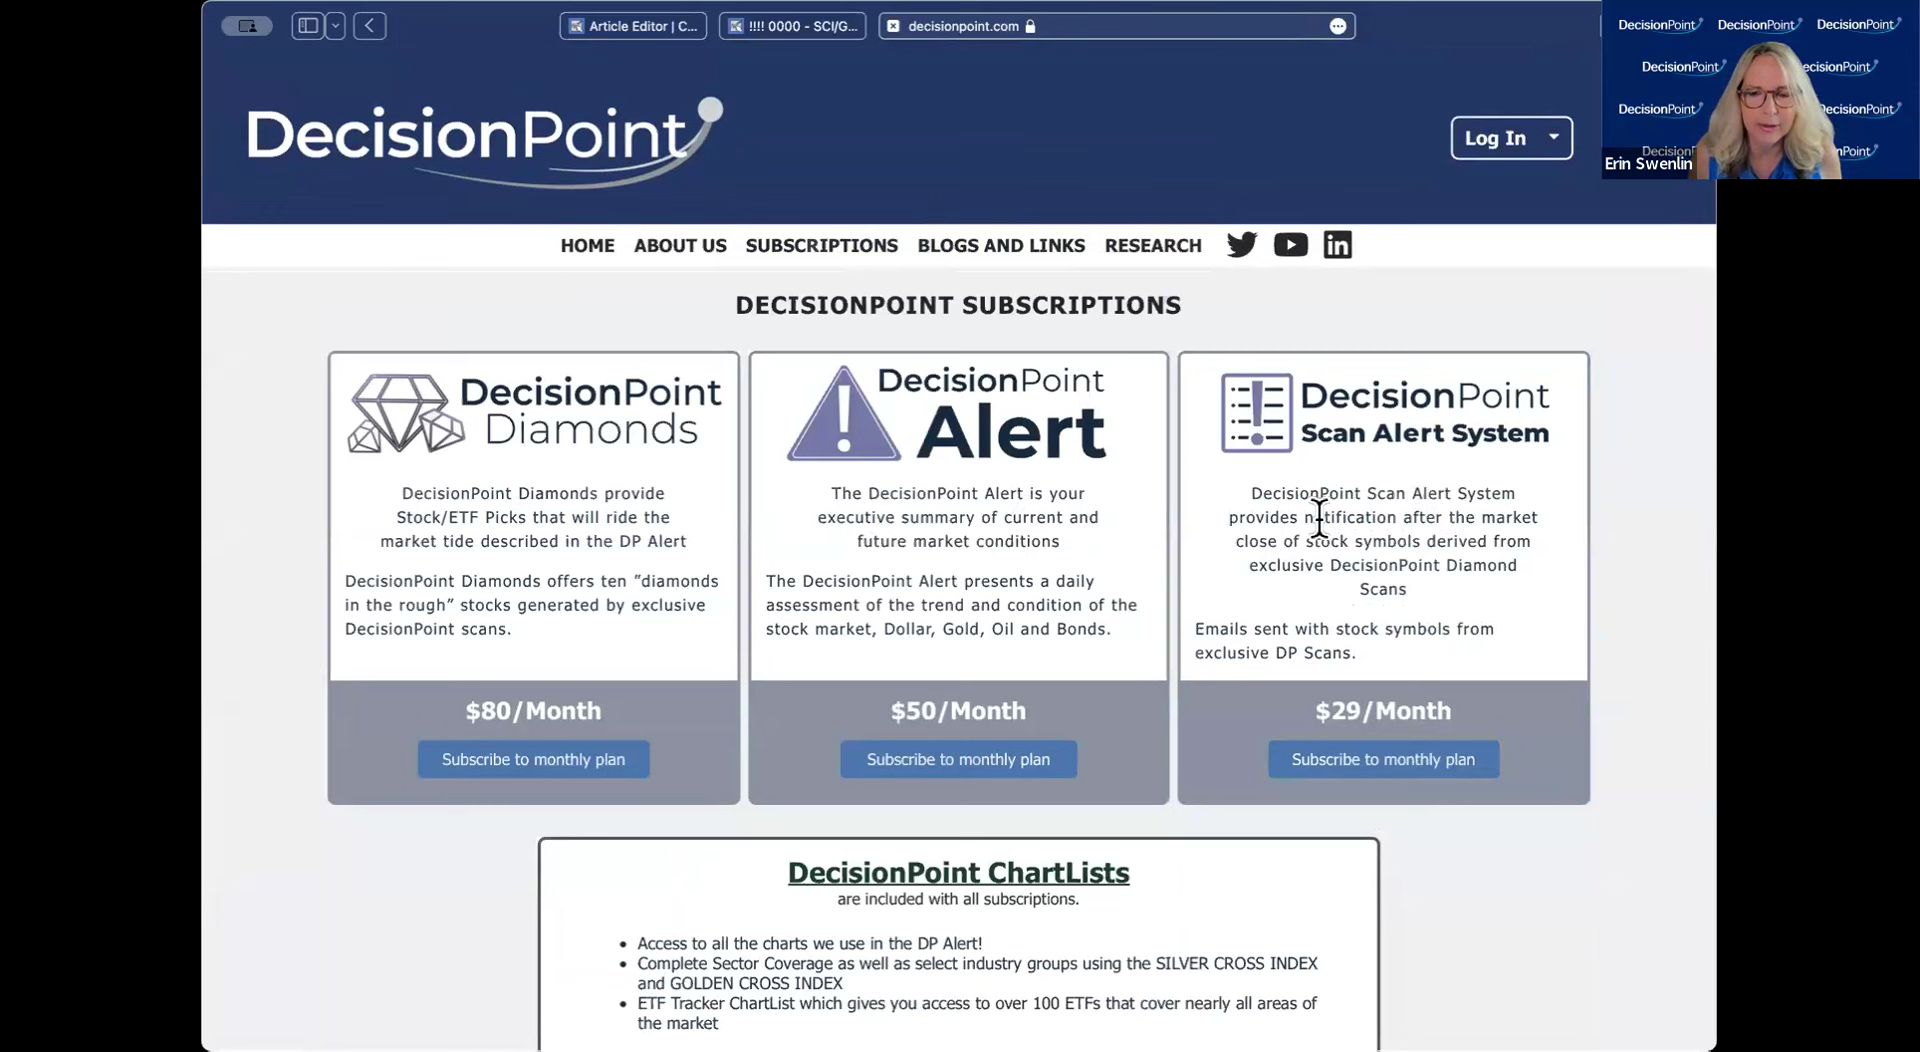 Article Editor | C...
!!!! 0000 - SCI/G...
decisionpoint.com
DecisionPoint
Log In
DecisionPoint DecisionPoint DecisionPoint
DecisionPoint
DecisionPoint
Erin Swenlin
HOME ABOUT US SUBSCRIPTIONS BLOGS AND LINKS RESEARCH
DECISIONPOINT SUBSCRIPTIONS
DecisionPoint
Diamonds
DecisionPoint Diamonds provide
Stock/ETF Picks that will ride the
market tide described in the DP Alert
DecisionPoint Diamonds offers ten "diamonds
in the rough" stocks generated by exclusive
DecisionPoint scans.
$80/Month
Subscribe to monthly plan
DecisionPoint
Alert
The DecisionPoint Alert is your
executive summary of current and
future market conditions
The DecisionPoint Alert presents a daily
assessment of the trend and condition of the
stock market, Dollar, Gold, Oil and Bonds.
$50/Month
Subscribe to monthly plan
DecisionPoint
Scan Alert System
DecisionPoint Scan Alert System
provides notification after the market
close of stock symbols derived from
exclusive DecisionPoint Diamond
Scans
Emails sent with stock symbols from
exclusive DP Scans.
$29/Month
Subscribe to monthly plan
DecisionPoint ChartLists
are included with all subscriptions.
• Access to all the charts we use in the DP Alert!
• Complete Sector Coverage as well as select industry groups using the SILVER CROSS INDEX
and GOLDEN CROSS INDEX
• ETF Tracker ChartList which gives you access to over 100 ETFs that cover nearly all areas of
the market